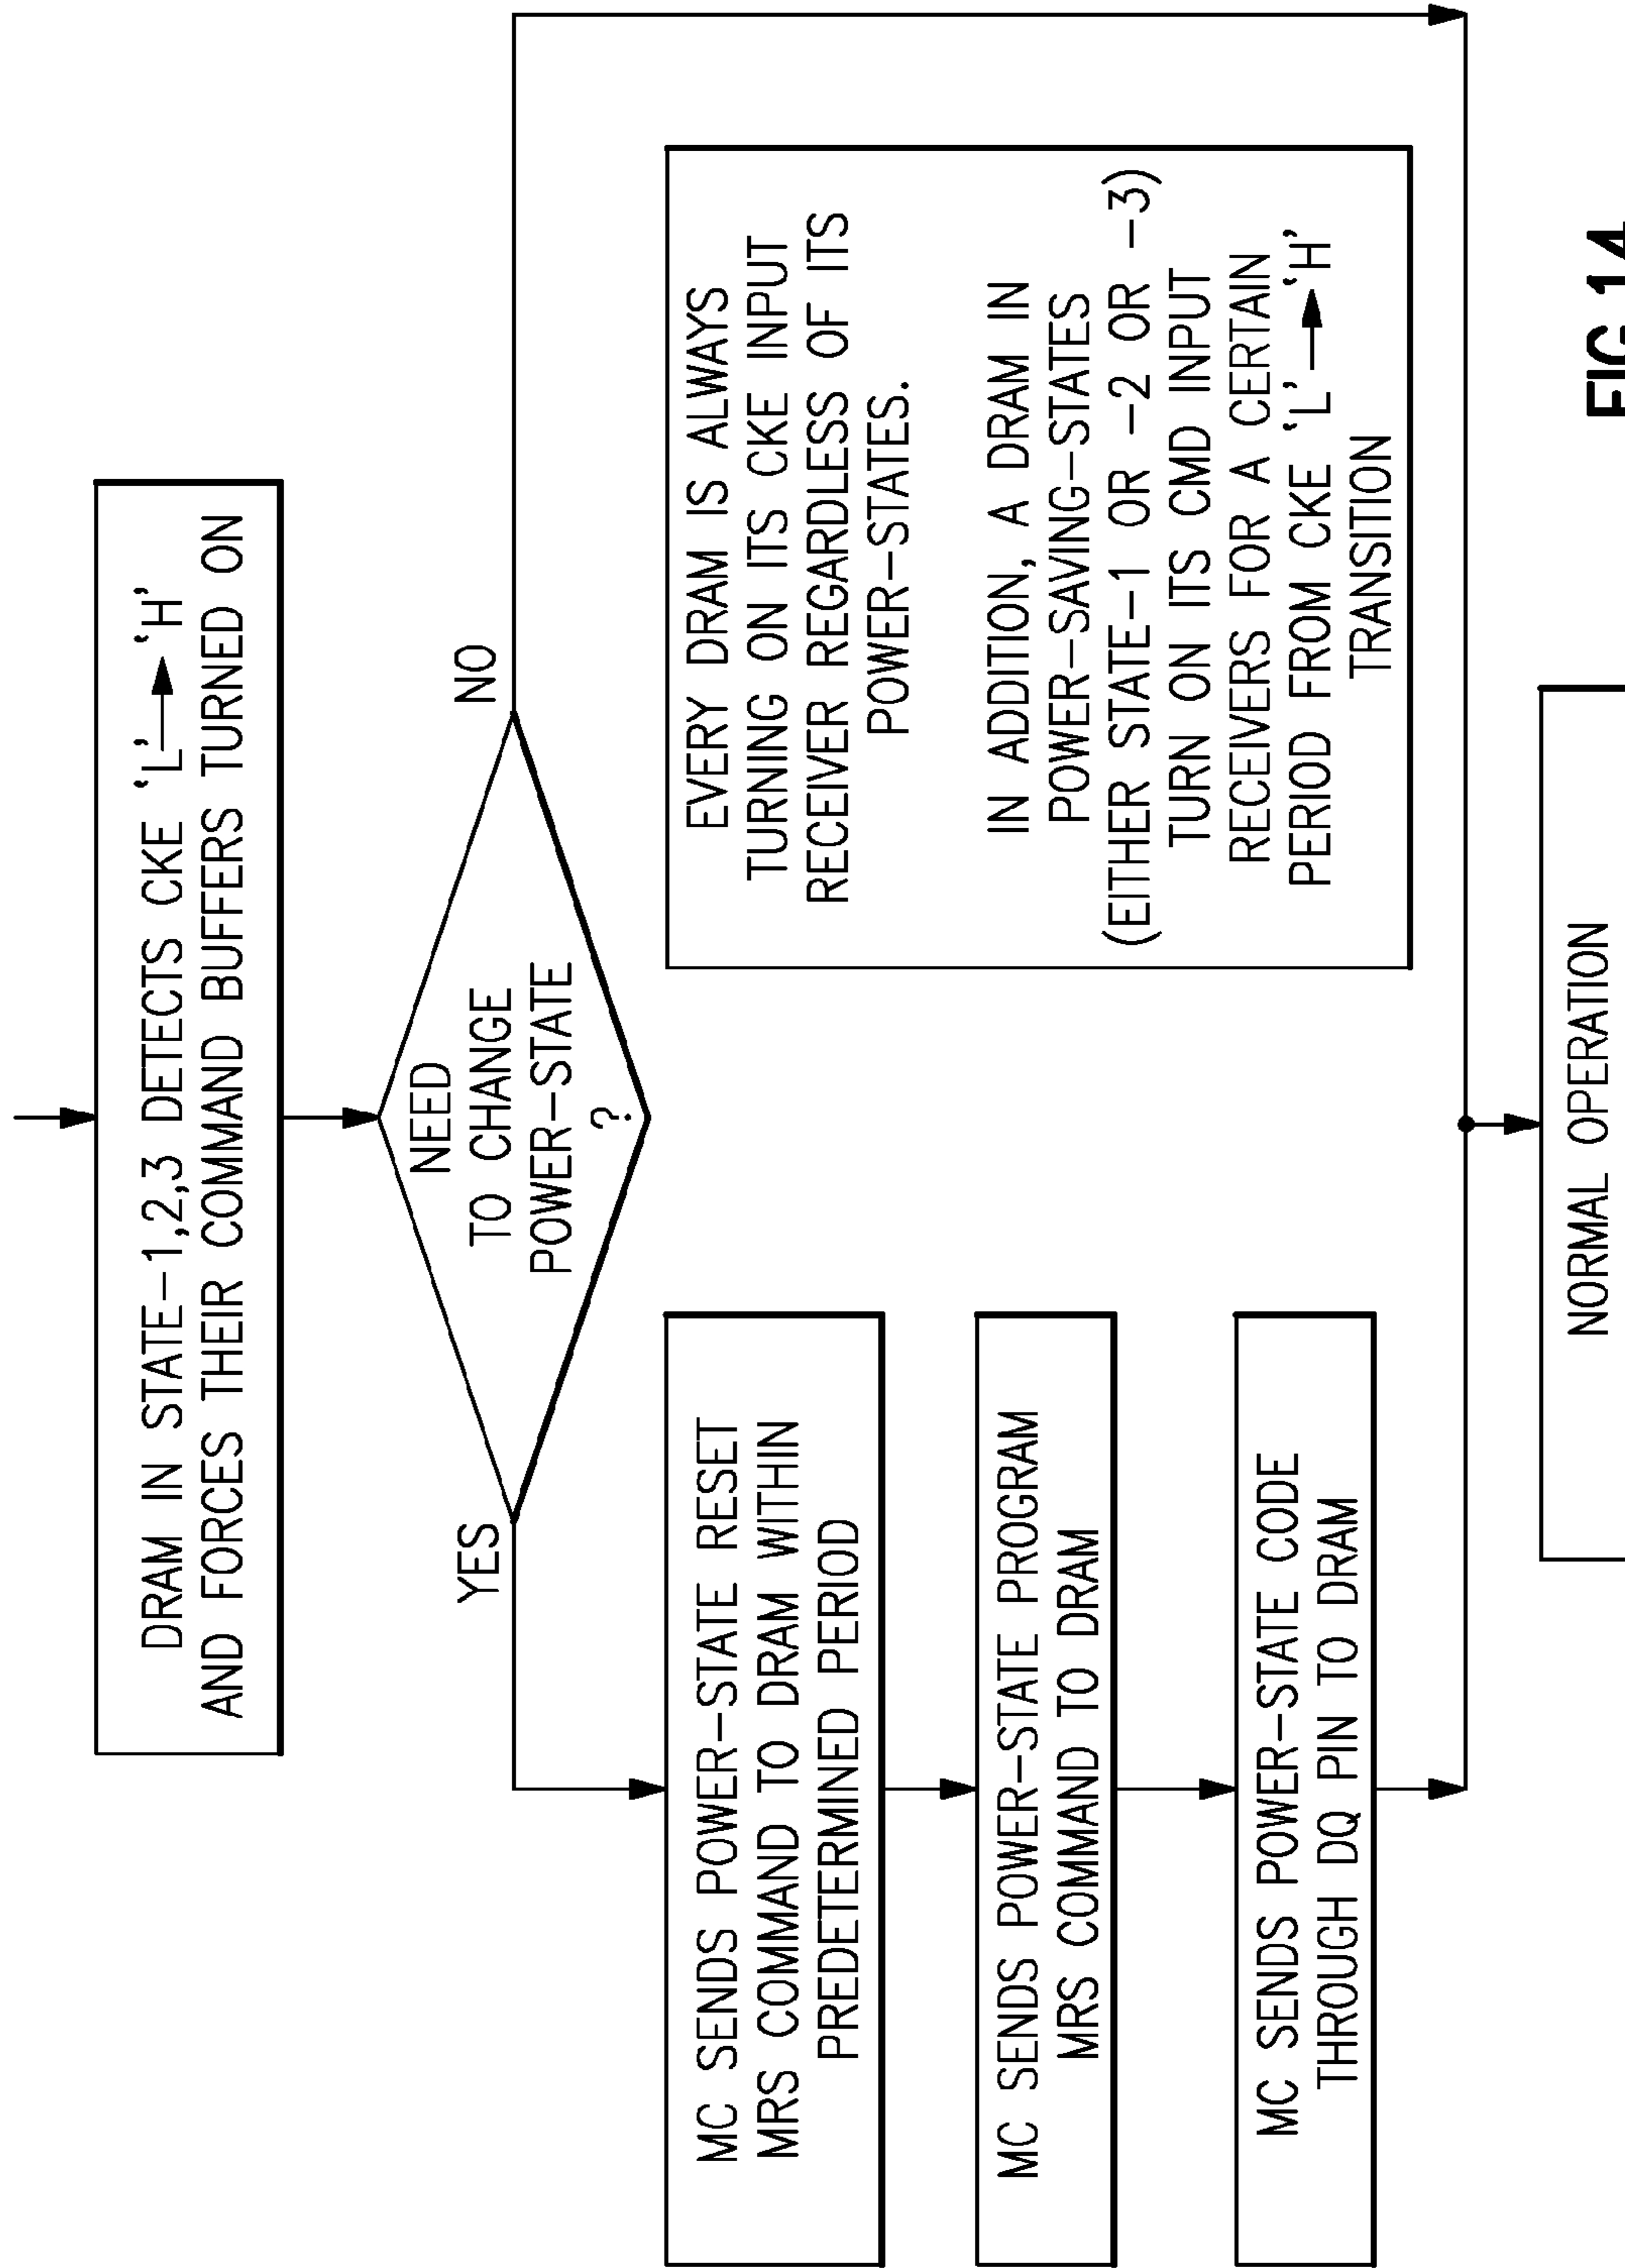 DRAM IN STATE-1,2,3 DETECTS CKE 'L'→'H'
AND FORCES THEIR COMMAND BUFFERS TURNED ON
NEED
TO CHANGE
POWER-STATE
?
YES
NO
MC SENDS POWER-STATE RESET
MRS COMMAND TO DRAM WITHIN
PREDETERMINED PERIOD
MC SENDS POWER-STATE PROGRAM
MRS COMMAND TO DRAM
MC SENDS POWER-STATE CODE
THROUGH DQ PIN TO DRAM
EVERY DRAM IS ALWAYS
TURNING ON ITS CKE INPUT
RECEIVER REGARDLESS OF ITS
POWER-STATES.
IN ADDITION, A DRAM IN
POWER-SAVING-STATES
(EITHER STATE-1 OR -2 OR -3)
TURN ON ITS CMD INPUT
RECEIVERS FOR A CERTAIN
PERIOD FROM CKE 'L'→'H'
TRANSITION
NORMAL OPERATION
FIG 14